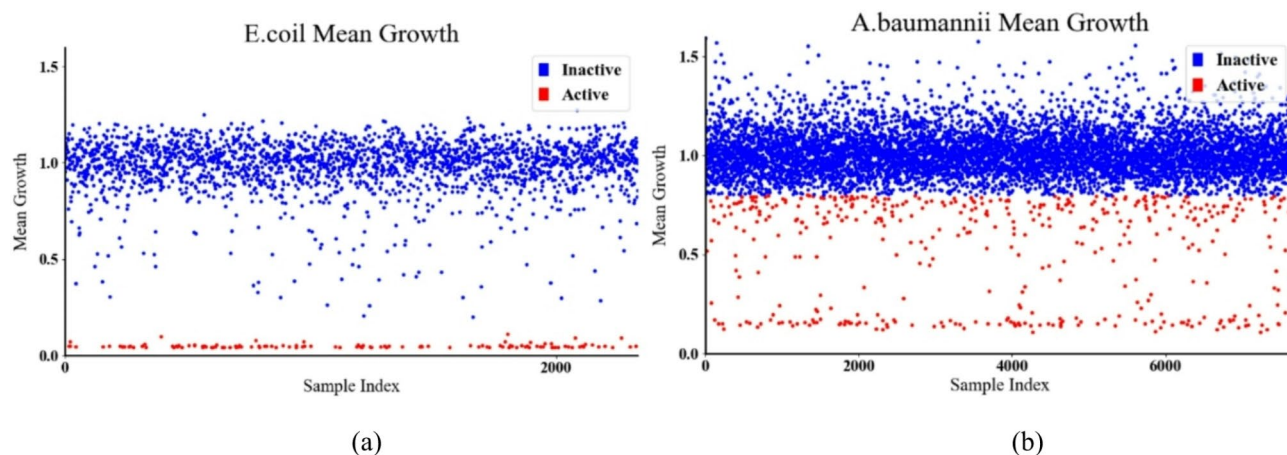 E.coil Mean Growth
1.5
1.0
0.5
0.0
Mean Growth
Inactive
Active
0
2000
Sample Index
(a)
A.baumannii Mean Growth
1.5
1.0
0.5
0.0
Mean Growth
Inactive
Active
0
2000
4000
6000
Sample Index
(b)